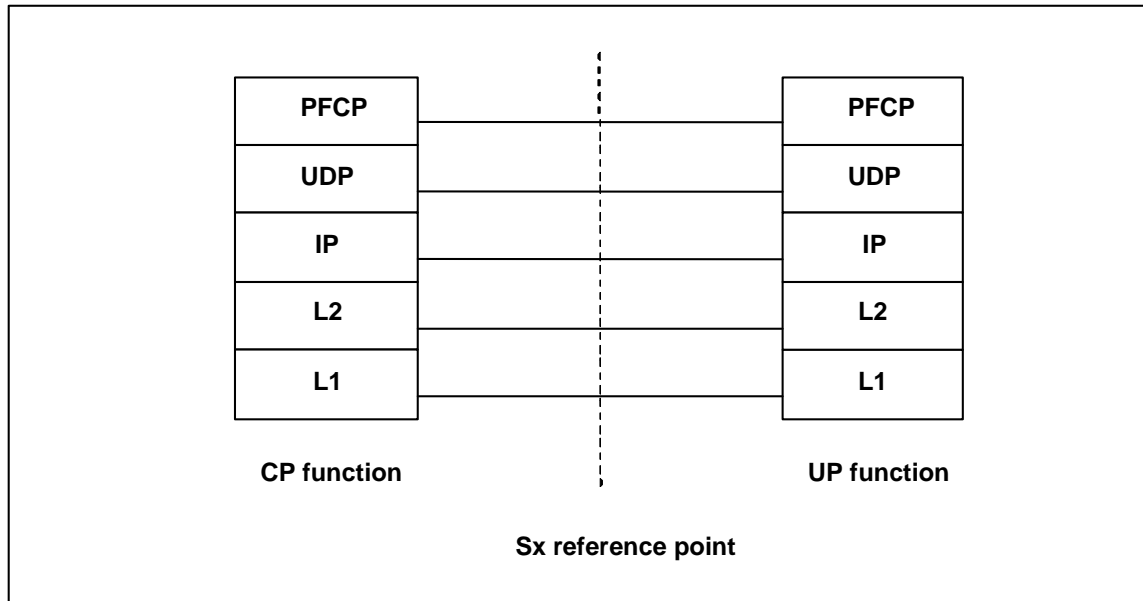 PFCP
PFCP
UDP
UDP
IP
IP
L2
L2
L1
L1
CP function
UP function
Sx reference point